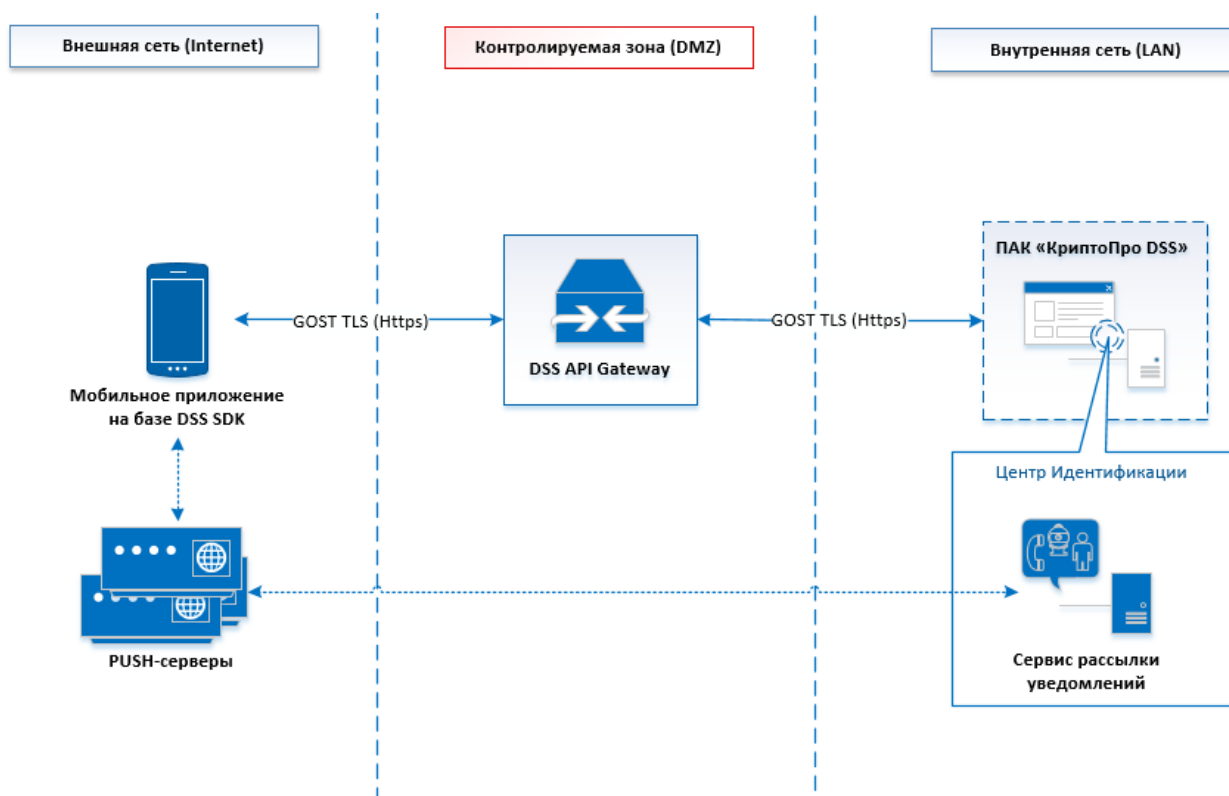 Внешняя сеть (Internet)
Контролируемая зона (DMZ)
Внутренняя сеть (LAN)
ПАК «КриптоПро DSS»
GOST TLS (Https)
GOST TLS (Https)
DSS API Gateway
Мобильное приложение
на базе DSS SDK
Центр Идентификации
PUSH-серверы
Сервис рассылки
уведомлений